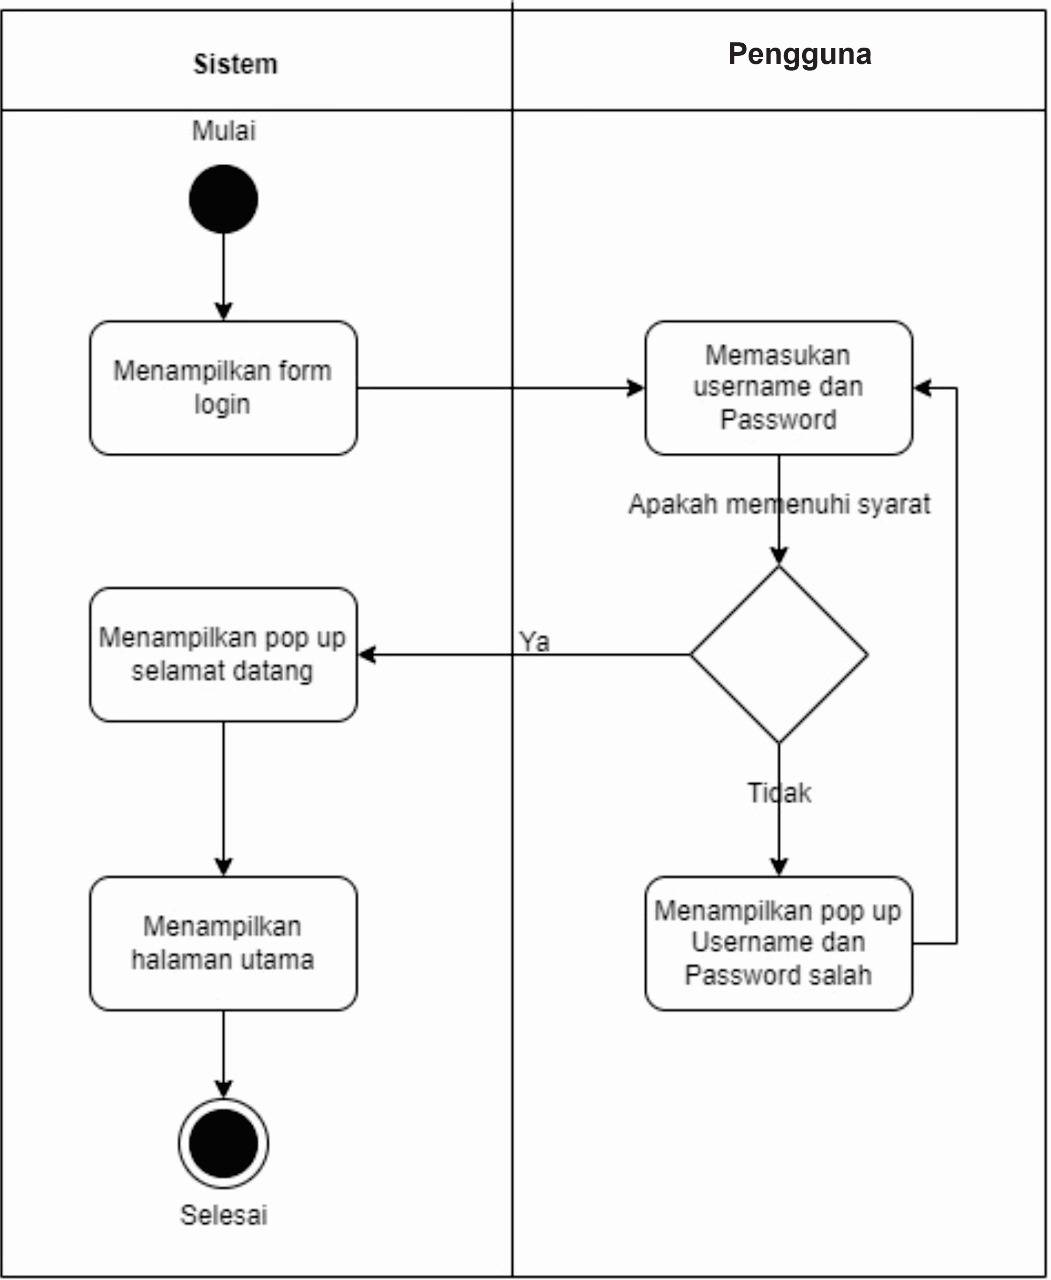 Sistem
Pengguna
Mulai
Menampilkan form
login
Memasukan
username dan
Password
Apakah memenuhi syarat
Menampilkan pop up
selamat datang
Ya
Tidak
Menampilkan
halaman utama
Menampilkan pop up
Username dan
Password salah
Selesai